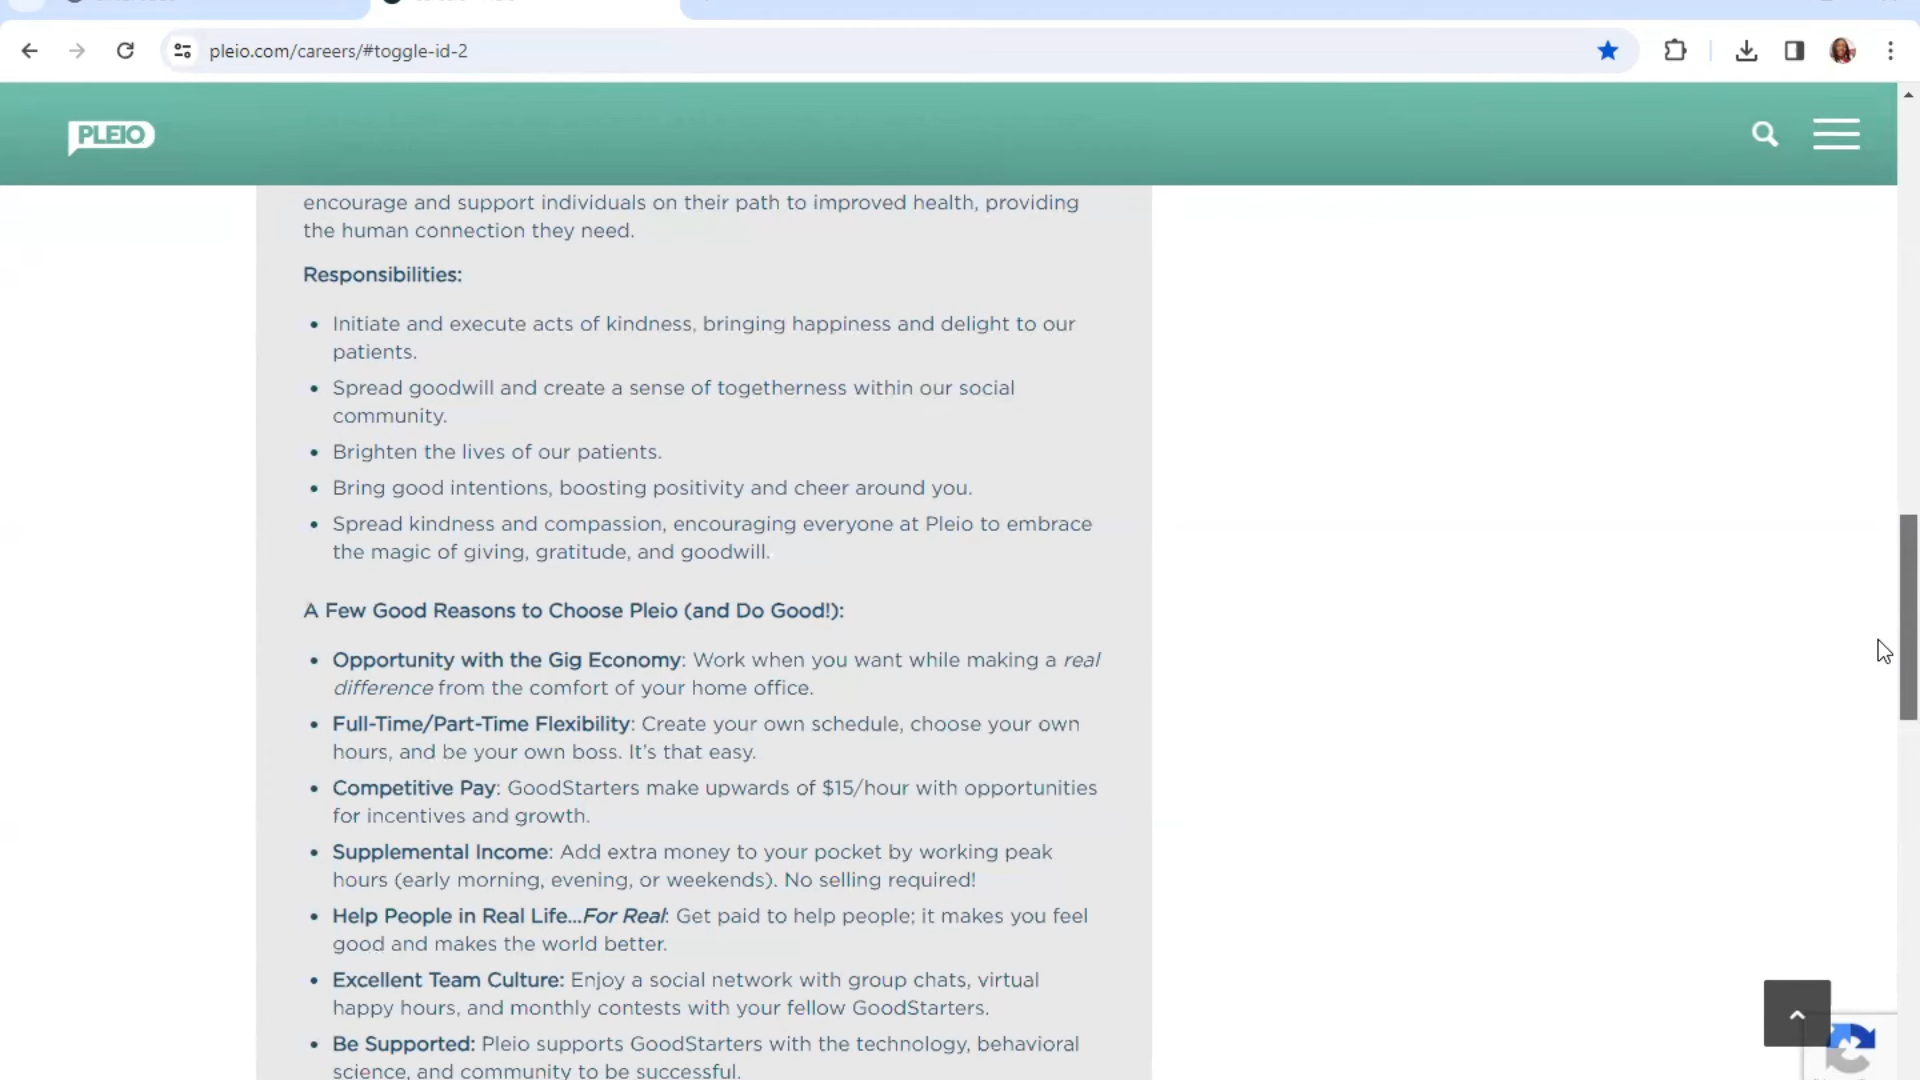 pleio.com/careers/#toggle-id-2
PLEIO
encourage and support individuals on their path to improved health, providing
the human connection they need.
Responsibilities:
• Initiate and execute acts of kindness, bringing happiness and delight to our
patients.
• Spread goodwill and create a sense of togetherness within our social
community.
• Brighten the lives of our patients.
• Bring good intentions, boosting positivity and cheer around you.
• Spread kindness and compassion, encouraging everyone at Pleio to embrace
the magic of giving, gratitude, and goodwill.
A Few Good Reasons to Choose Pleio (and Do Good!):
• Opportunity with the Gig Economy: Work when you want while making a real
difference from the comfort of your home office.
• Full-Time/Part-Time Flexibility: Create your own schedule, choose your own
hours, and be your own boss. It's that easy.
• Competitive Pay: GoodStarters make upwards of $15/hour with opportunities
for incentives and growth.
• Supplemental Income: Add extra money to your pocket by working peak
hours (early morning, evening, or weekends). No selling required!
• Help People in Real Life...For Real: Get paid to help people; it makes you feel
good and makes the world better.
• Excellent Team Culture: Enjoy a social network with group chats, virtual
happy hours, and monthly contests with your fellow GoodStarters.
• Be Supported: Pleio supports GoodStarters with the technology, behavioral
science, and community to be successful.